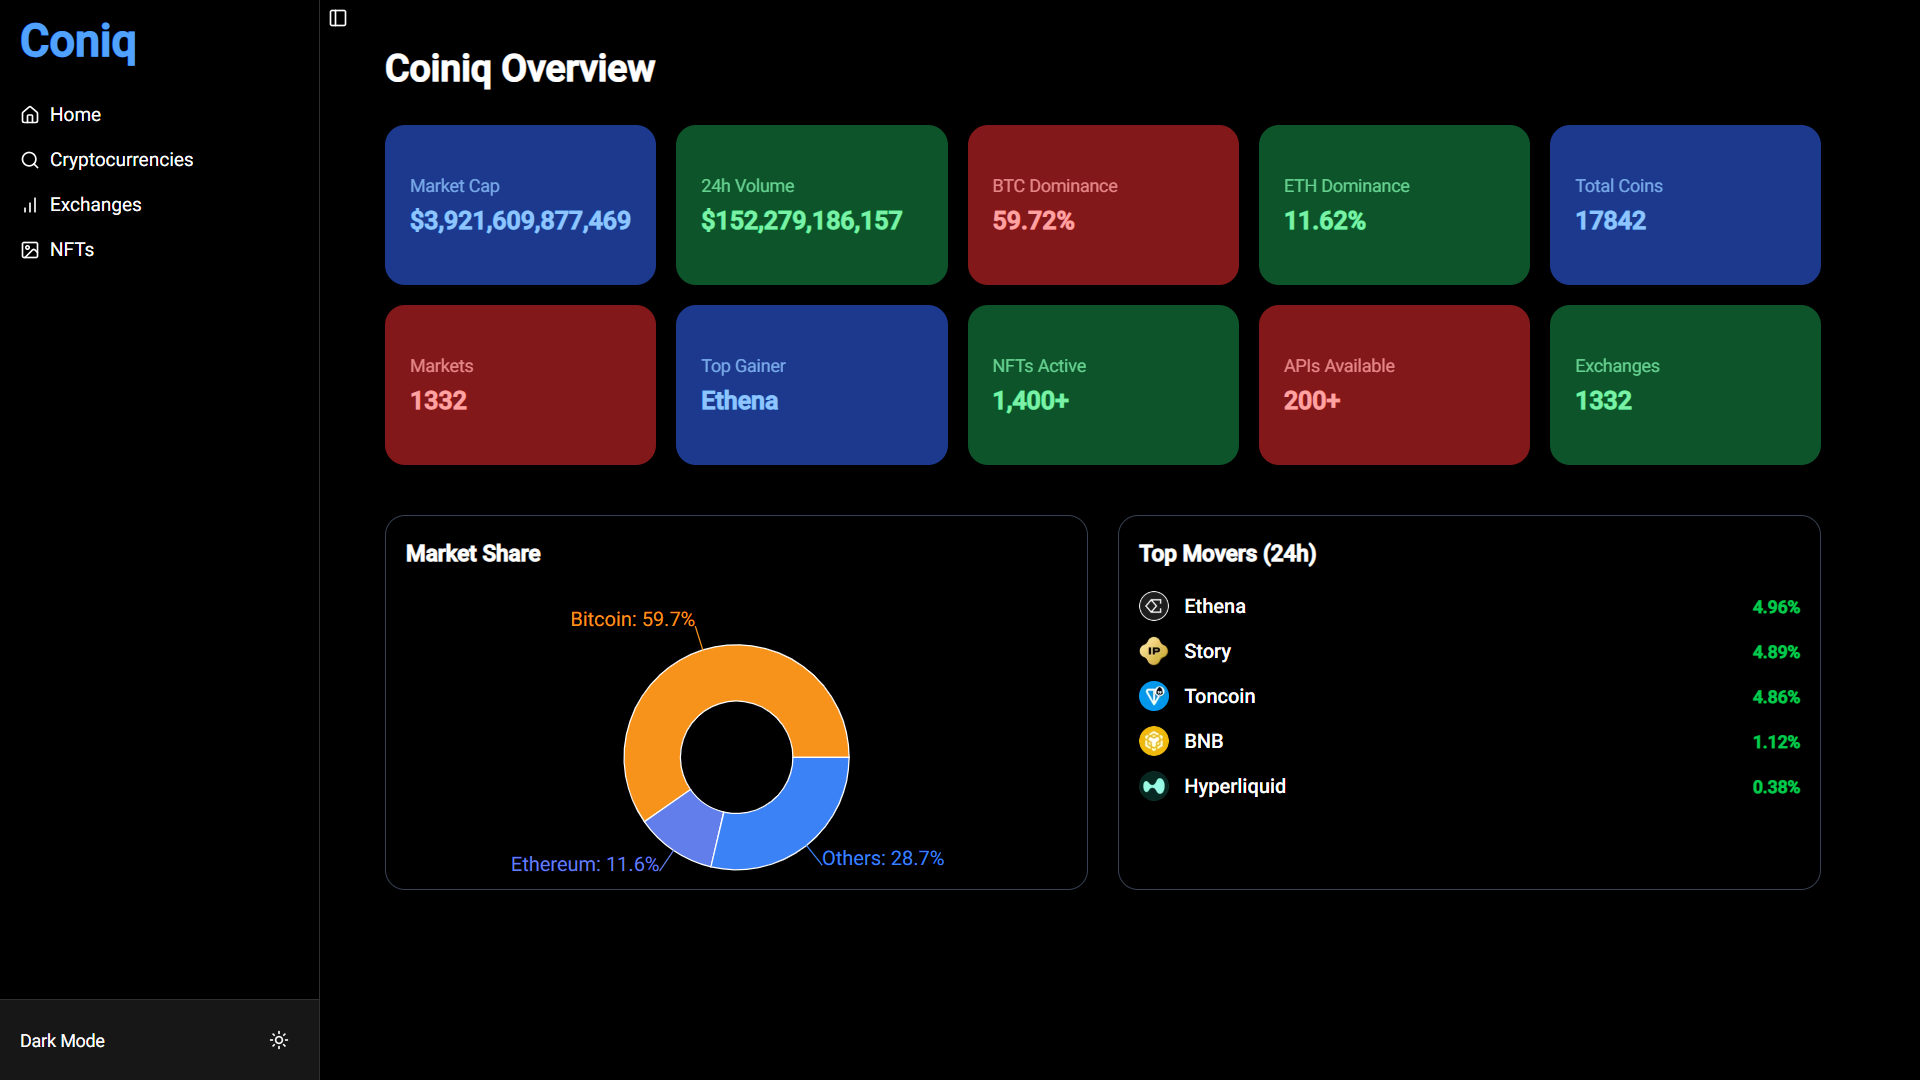 Coniq
Home
Cryptocurrencies
Exchanges
NFTs
Dark Mode
Coiniq Overview
Market Cap
$3,921,609,877,469
24h Volume
$152,279,186,157
BTC Dominance
59.72%
ETH Dominance
11.62%
Total Coins
17842
Markets
1332
Top Gainer
Ethena
NFTs Active
1,400+
APIs Available
200+
Exchanges
1332
Market Share
Bitcoin: 59.7%
Ethereum: 11.6%
Others: 28.7%
Top Movers (24h)
Ethena 4.96%
IP Story 4.89%
Toncoin 4.86%
BNB 1.12%
Hyperliquid 0.38%